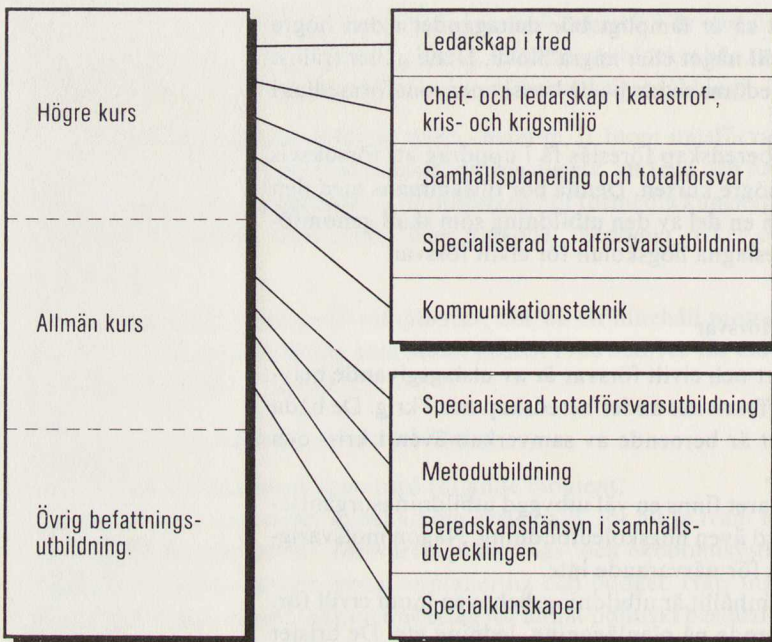 Högre kurs
Allmän kurs
Övrig befattnings-
utbildning.
Ledarskap i fred
Chef- och ledarskap i katastrof-,
kris- och krigsmiljö
Samhällsplanering och totalförsvar
Specialiserad totalförsvarsutbildning
Kommunikationsteknik
Specialiserad totalförsvarsutbildning
Metodutbildning
Beredskapshänsyn i samhälls-
utvecklingen
Specialkunskaper